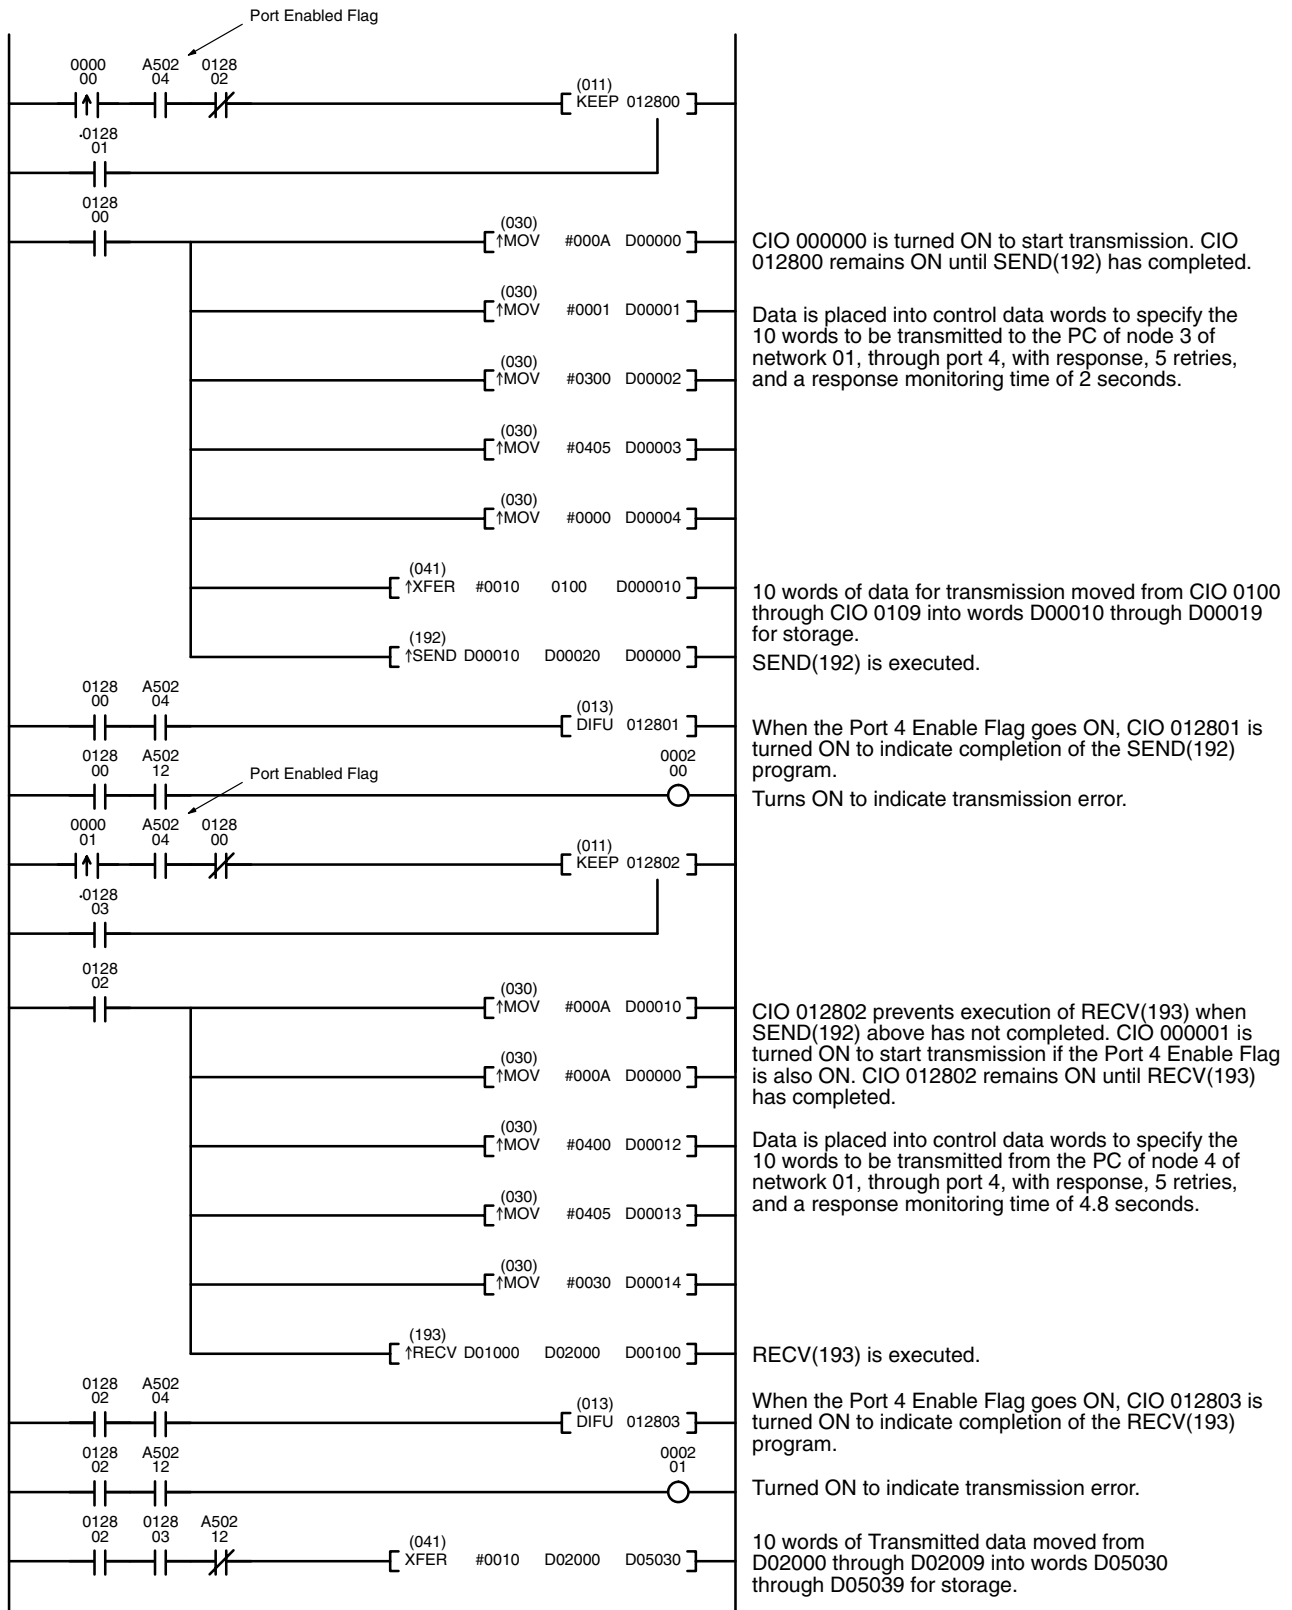 Port Enabled Flag
0000 A502 0128
00 04 02
(011)
KEEP 012800
0128
01
0128
00
(030)
↑MOV #000A D00000
CIO 000000 is turned ON to start transmission. CIO
012800 remains ON until SEND(192) has completed.
(030)
↑MOV #0001 D00001
Data is placed into control data words to specify the
10 words to be transmitted to the PC of node 3 of
network 01, through port 4, with response, 5 retries,
and a response monitoring time of 2 seconds.
(030)
↑MOV #0300 D00002
(030)
↑MOV #0405 D00003
(030)
↑MOV #0000 D00004
(041)
↑XFER #0010 0100 D000010
10 words of data for transmission moved from CIO 0100
through CIO 0109 into words D00010 through D00019
for storage.
(192)
↑SEND D00010 D00020 D00000
SEND(192) is executed.
0128 A502
00 04
(013)
DIFU 012801
When the Port 4 Enable Flag goes ON, CIO 012801 is
turned ON to indicate completion of the SEND(192)
program.
0128 A502
00 12
0002
00
Turns ON to indicate transmission error.
Port Enabled Flag
0000 A502 0128
01 04 00
(011)
KEEP 012802
0128
03
0128
02
(030)
↑MOV #000A D00010
CIO 012802 prevents execution of RECV(193) when
SEND(192) above has not completed. CIO 000001 is
turned ON to start transmission if the Port 4 Enable Flag
is also ON. CIO 012802 remains ON until RECV(193)
has completed.
(030)
↑MOV #000A D00000
(030)
↑MOV #0400 D00012
Data is placed into control data words to specify the
10 words to be transmitted from the PC of node 4 of
network 01, through port 4, with response, 5 retries,
and a response monitoring time of 4.8 seconds.
(030)
↑MOV #0405 D00013
(030)
↑MOV #0030 D00014
(193)
↑RECV D01000 D02000 D00100
RECV(193) is executed.
0128 A502
02 04
(013)
DIFU 012803
When the Port 4 Enable Flag goes ON, CIO 012803 is
turned ON to indicate completion of the RECV(193)
program.
0128 A502
02 12
0002
01
Turned ON to indicate transmission error.
0128 0128 A502
02 03 12
(041)
XFER #0010 D02000 D05030
10 words of Transmitted data moved from
D02000 through D02009 into words D05030
through D05039 for storage.